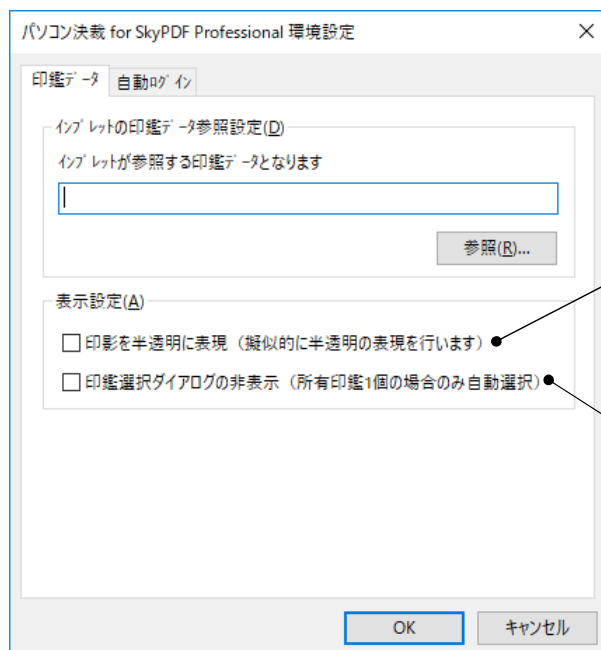 パソコン決裁 for SkyPDF Professional 環境設定
印鑑ﾃﾞｰﾀ 自動ﾛｸﾞｲﾝ
ｲﾝﾌﾟﾚｯﾄの印鑑ﾃﾞｰﾀ参照設定(D)
ｲﾝﾌﾟﾚｯﾄが参照する印鑑ﾃﾞｰﾀとなります
参照(R)...
表示設定(A)
印影を半透明に表現（擬似的に半透明の表現を行います）
印鑑選択ダイアログの非表示（所有印鑑1個の場合のみ自動選択）
OK キャンセル